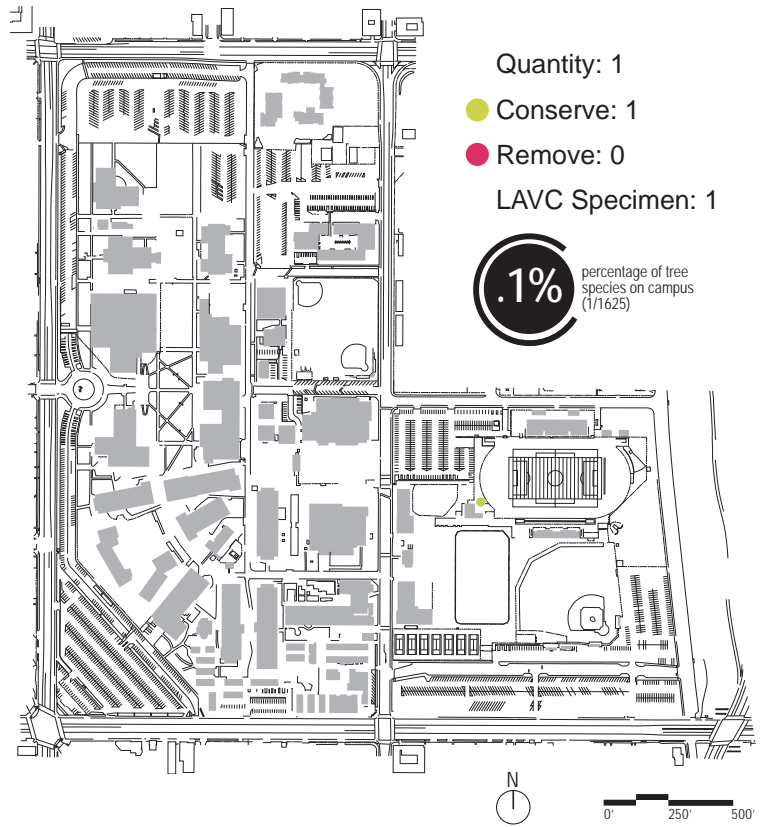 Quantity: 1
Conserve: 1
Remove: 0
LAVC Specimen: 1
.1%
percentage of tree
species on campus
(1/1625)
N
0' 250' 500'